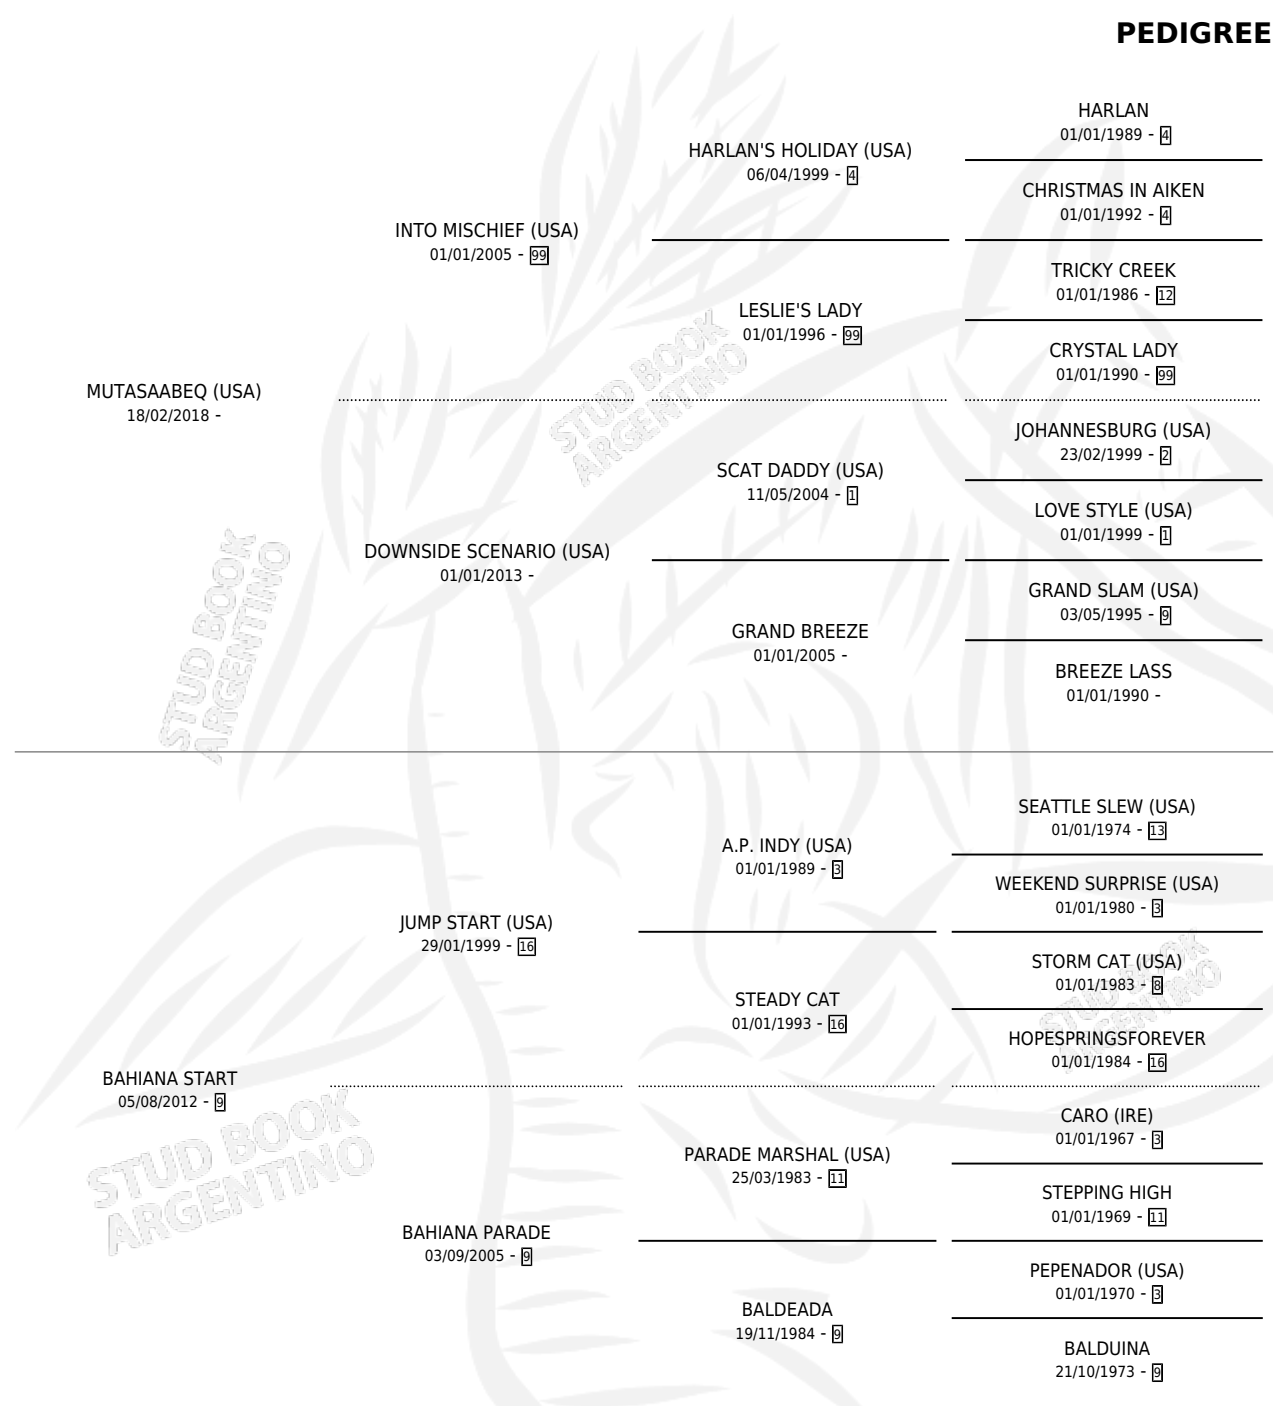 PEDIGREE
HARLAN
01/01/1989 - 4
HARLAN'S HOLIDAY (USA)
06/04/1999 - 4
CHRISTMAS IN AIKEN
01/01/1992 - 4
INTO MISCHIEF (USA)
01/01/2005 - 99
TRICKY CREEK
01/01/1986 - 12
LESLIE'S LADY
01/01/1996 - 99
CRYSTAL LADY
01/01/1990 - 99
MUTASAABEQ (USA)
18/02/2018 -
JOHANNESBURG (USA)
23/02/1999 - 2
SCAT DADDY (USA)
11/05/2004 - 1
LOVE STYLE (USA)
01/01/1999 - 1
DOWNSIDE SCENARIO (USA)
01/01/2013 -
GRAND SLAM (USA)
03/05/1995 - 9
GRAND BREEZE
01/01/2005 -
BREEZE LASS
01/01/1990 -
SEATTLE SLEW (USA)
01/01/1974 - 13
A.P. INDY (USA)
01/01/1989 - 3
WEEKEND SURPRISE (USA)
01/01/1980 - 3
JUMP START (USA)
29/01/1999 - 16
STORM CAT (USA)
01/01/1983 - 8
STEADY CAT
01/01/1993 - 16
HOPESPRINGSFOREVER
01/01/1984 - 16
BAHIANA START
05/08/2012 - 9
CARO (IRE)
01/01/1967 - 3
PARADE MARSHAL (USA)
25/03/1983 - 11
STEPPING HIGH
01/01/1969 - 11
BAHIANA PARADE
03/09/2005 - 9
PEPENADOR (USA)
01/01/1970 - 3
BALDEADA
19/11/1984 - 9
BALDUINA
21/10/1973 - 9
STUD BOOK
ARGENTINO
STUD BOOK
ARGENTINO
STUD BOOK
ARGENTINO
STUD BOOK
ARGENTINO